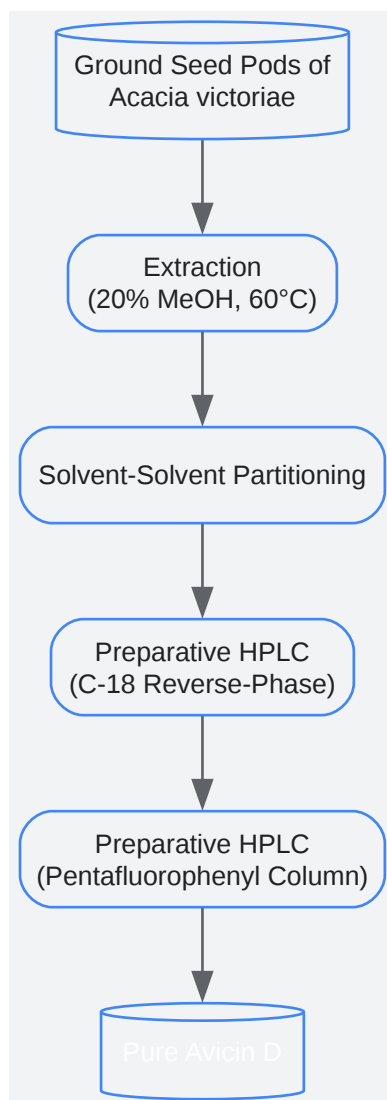 Ground Seed Pods of
Acacia victoriae
Extraction
(20% MeOH, 60°C)
Solvent-Solvent Partitioning
Preparative HPLC
(C-18 Reverse-Phase)
Preparative HPLC
(Pentafluorophenyl Column)
Pure Avicin D